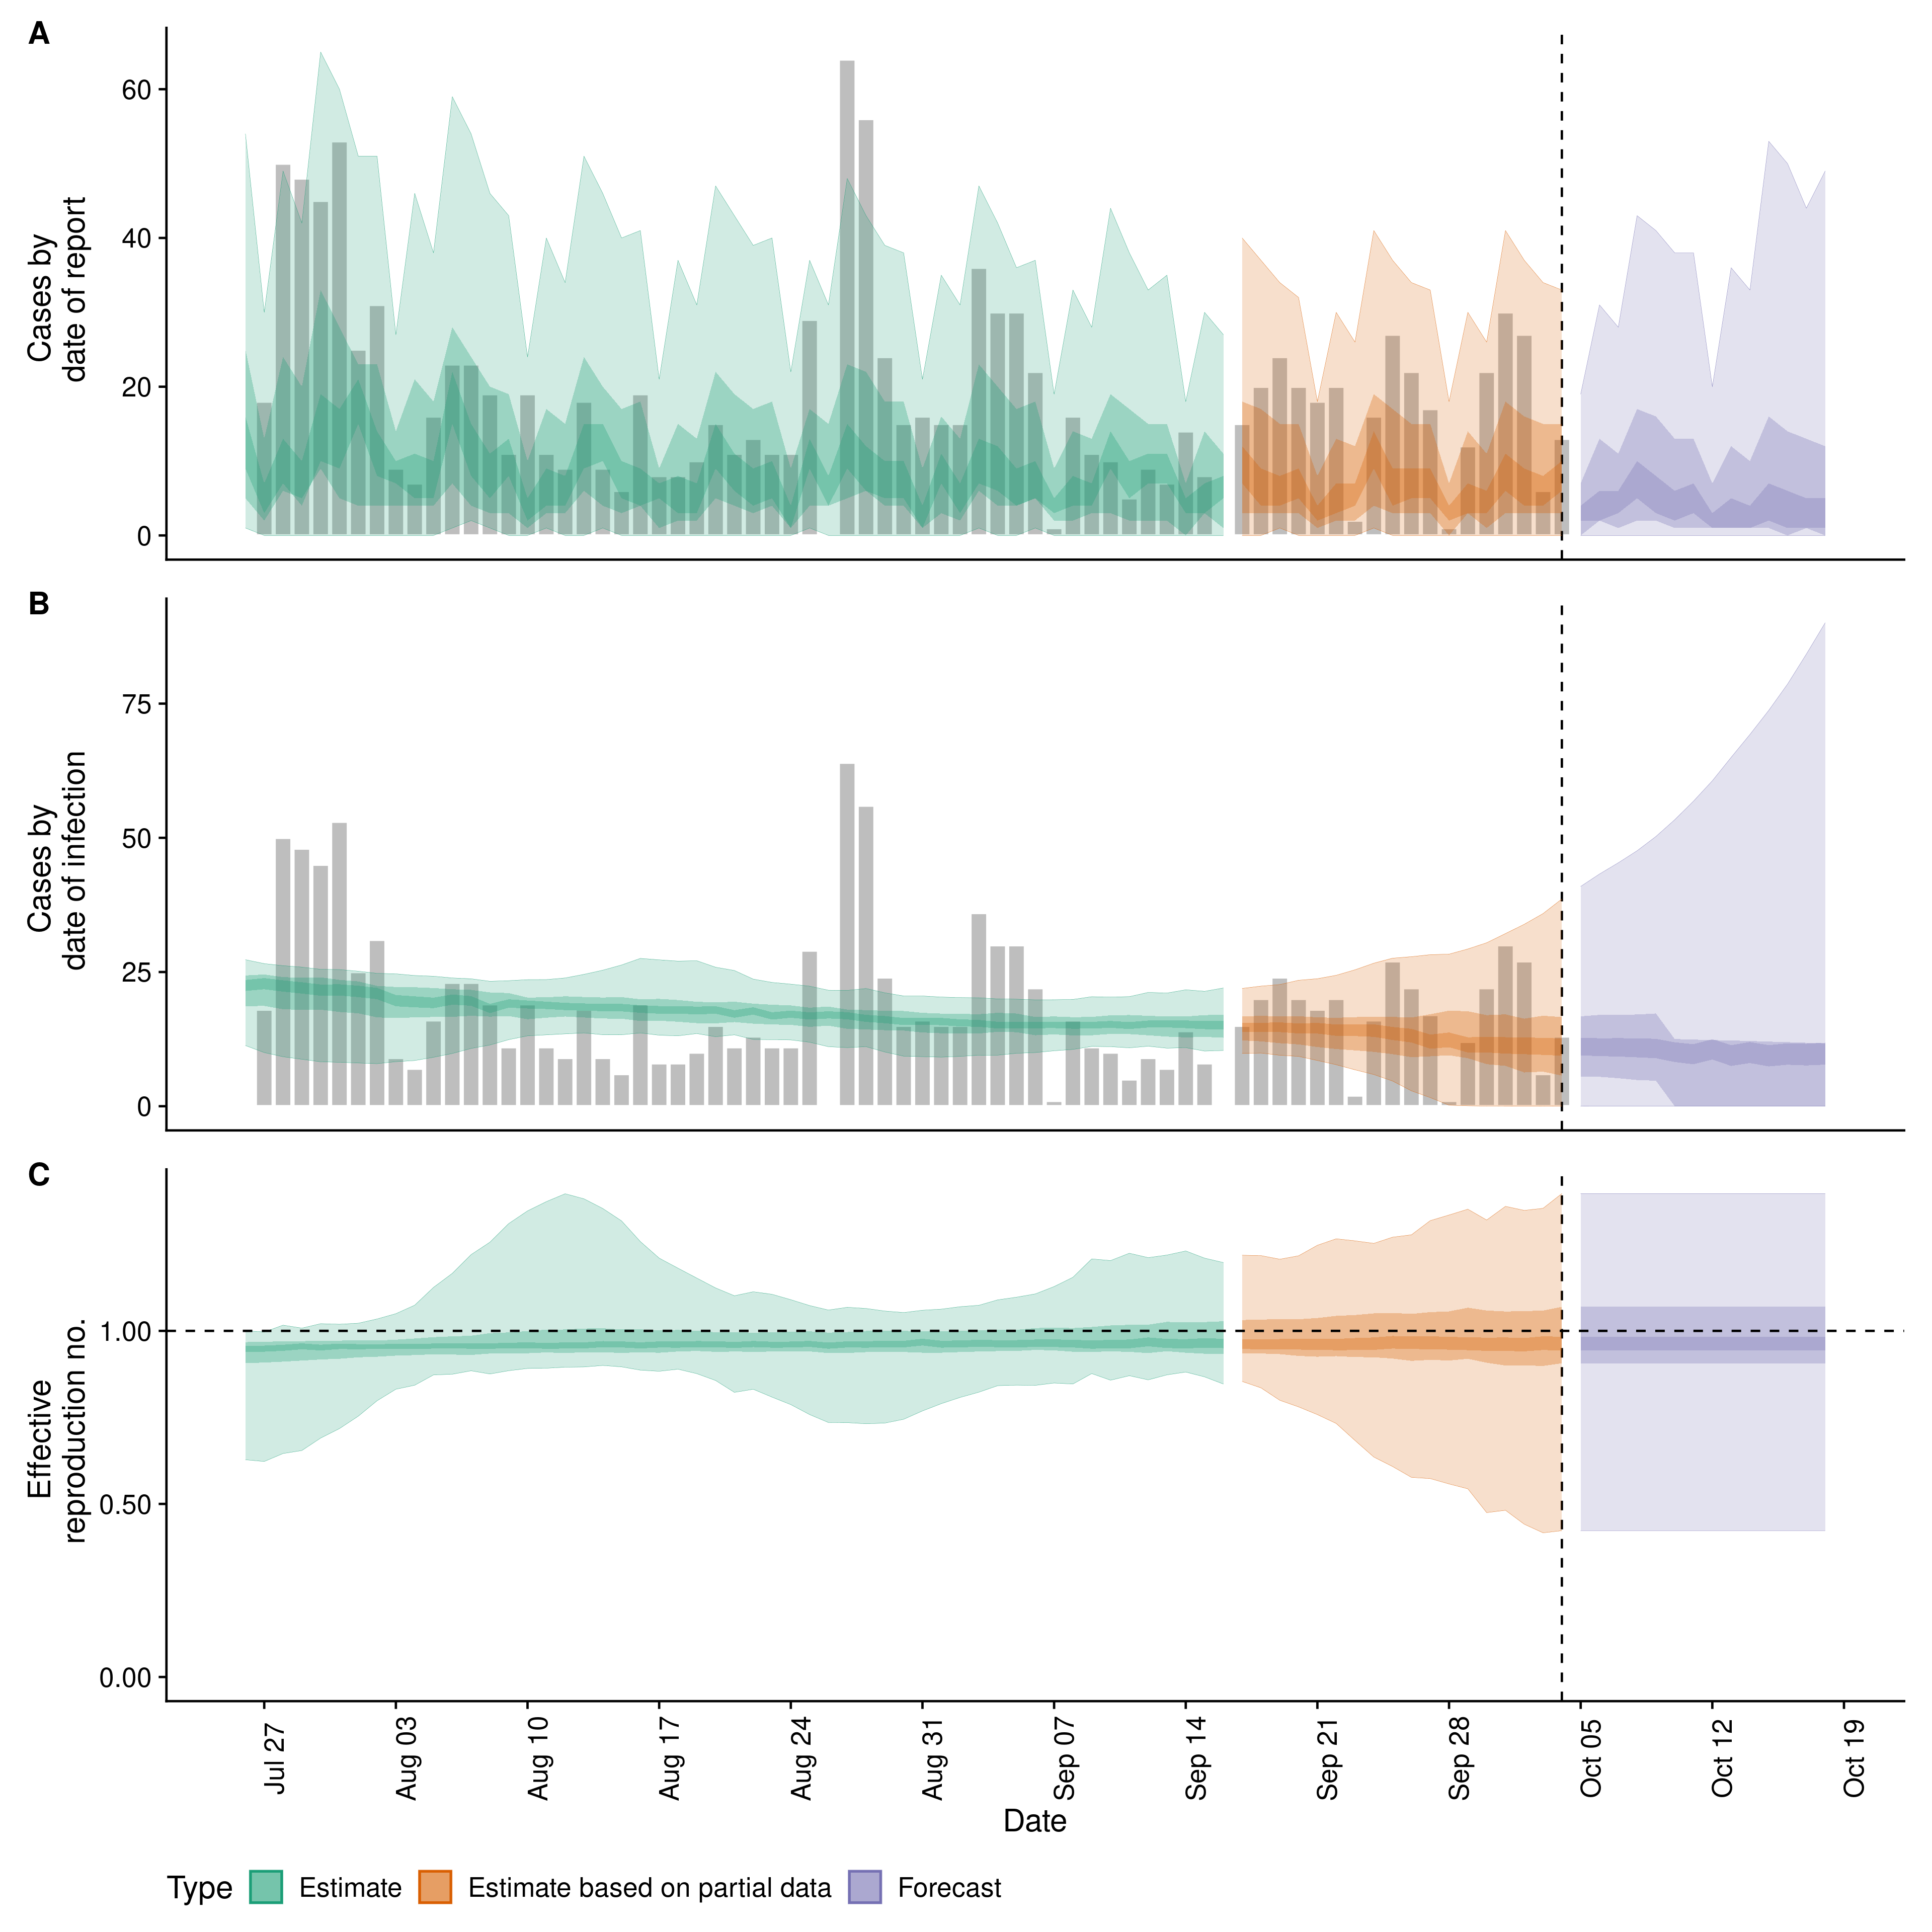 A
60
40
20
0
Cases by
date of report
B
75
50
25
0
Cases by
date of infection
C
1.00
0.50
0.00
Effective
reproduction no.
Jul 27
Aug 03
Aug 10
Aug 17
Aug 24
Aug 31
Sep 07
Sep 14
Sep 21
Sep 28
Oct 05
Oct 12
Oct 19
Date
Type Estimate Estimate based on partial data Forecast